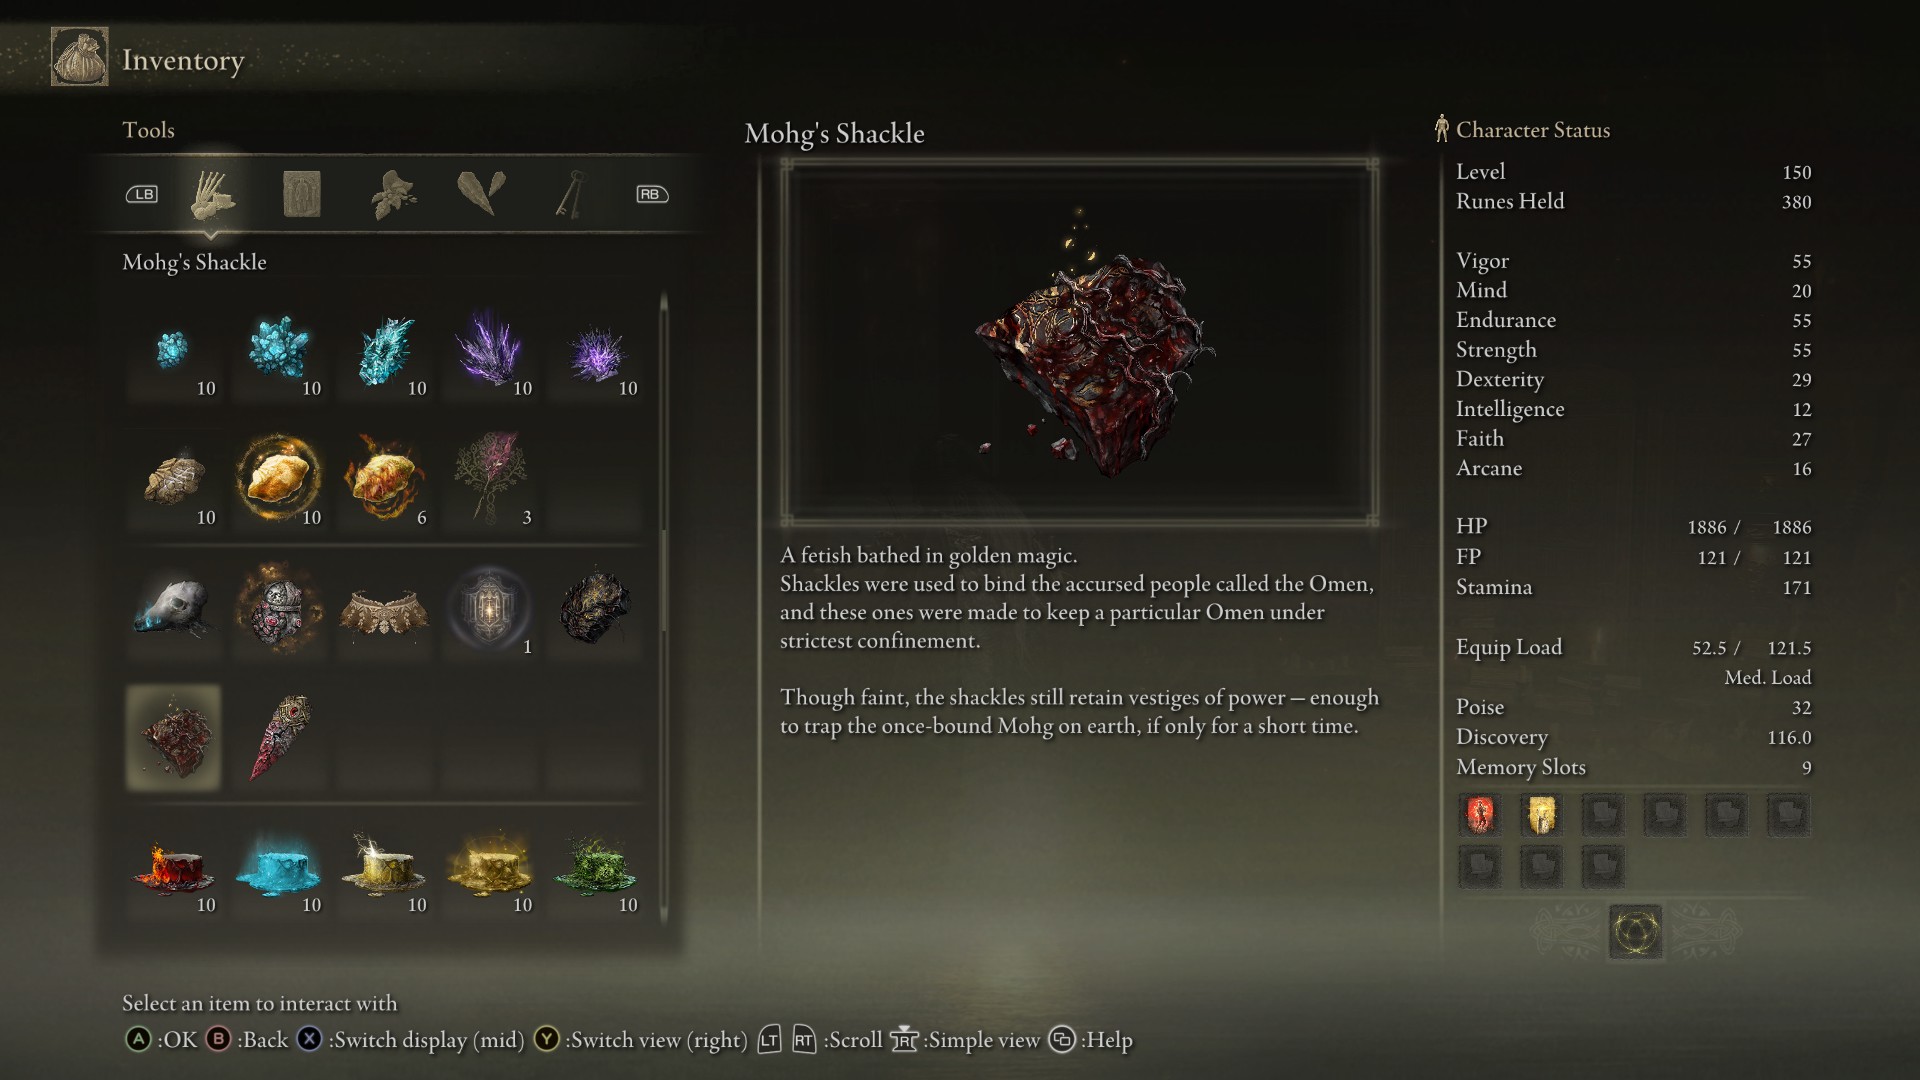 Inventory
Tools
LB
RB
Mohg's Shackle
10 10 10 10 10
10 10 6 3
1
10 10 10 10 10
Mohg's Shackle
A fetish bathed in golden magic.
Shackles were used to bind the accursed people called the Omen,
and these ones were made to keep a particular Omen under
strictest confinement.
Though faint, the shackles still retain vestiges of power – enough
to trap the once-bound Mohg on earth, if only for a short time.
Character Status
Level 150
Runes Held 380
Vigor 55
Mind 20
Endurance 55
Strength 55
Dexterity 29
Intelligence 12
Faith 27
Arcane 16
HP 1886 / 1886
FP 121 / 121
Stamina 171
Equip Load 52.5 / 121.5
Med. Load
Poise 32
Discovery 116.0
Memory Slots 9
Select an item to interact with
A :OK B :Back X :Switch display (mid) Y :Switch view (right) LT RT :Scroll R :Simple view :Help